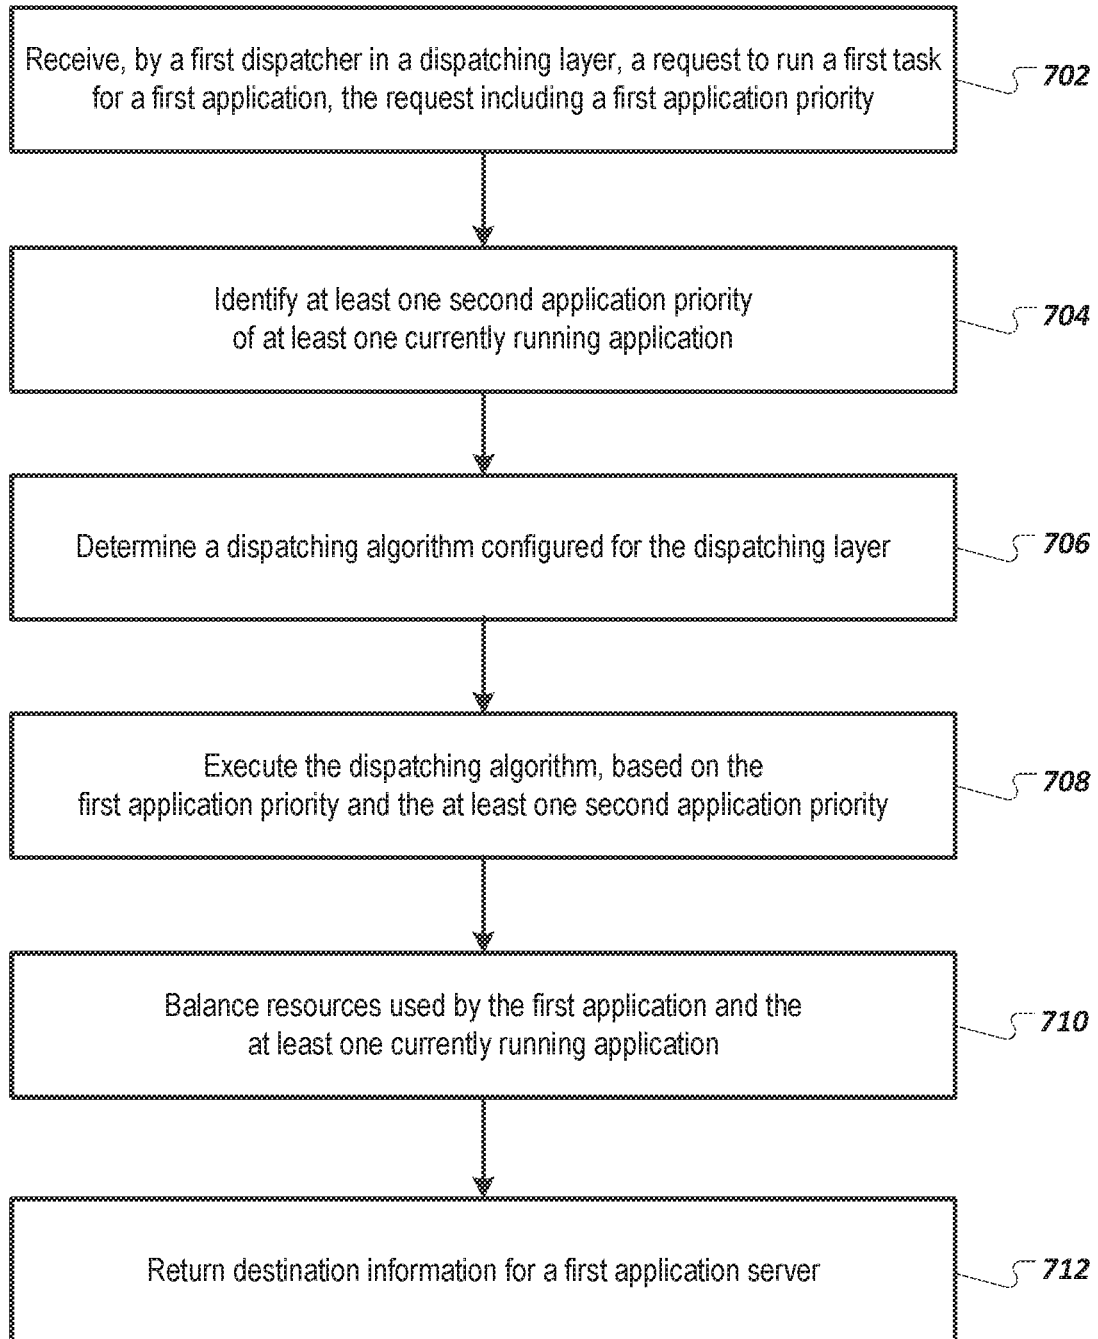 Receive, by a first dispatcher in a dispatching layer, a request to run a first task
for a first application, the request including a first application priority
702
Identify at least one second application priority
of at least one currently running application
704
Determine a dispatching algorithm configured for the dispatching layer
706
Execute the dispatching algorithm, based on the
first application priority and the at least one second application priority
708
Balance resources used by the first application and the
at least one currently running application
710
Return destination information for a first application server
712